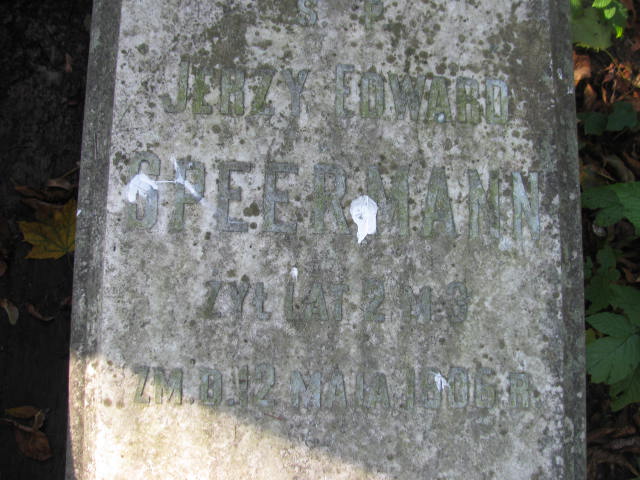 Ś P
JERZY EDWARD
SPEERMANN
ŻYŁ LAT 2 M. 9
ZM. D. 12 MAJA 1906 R.